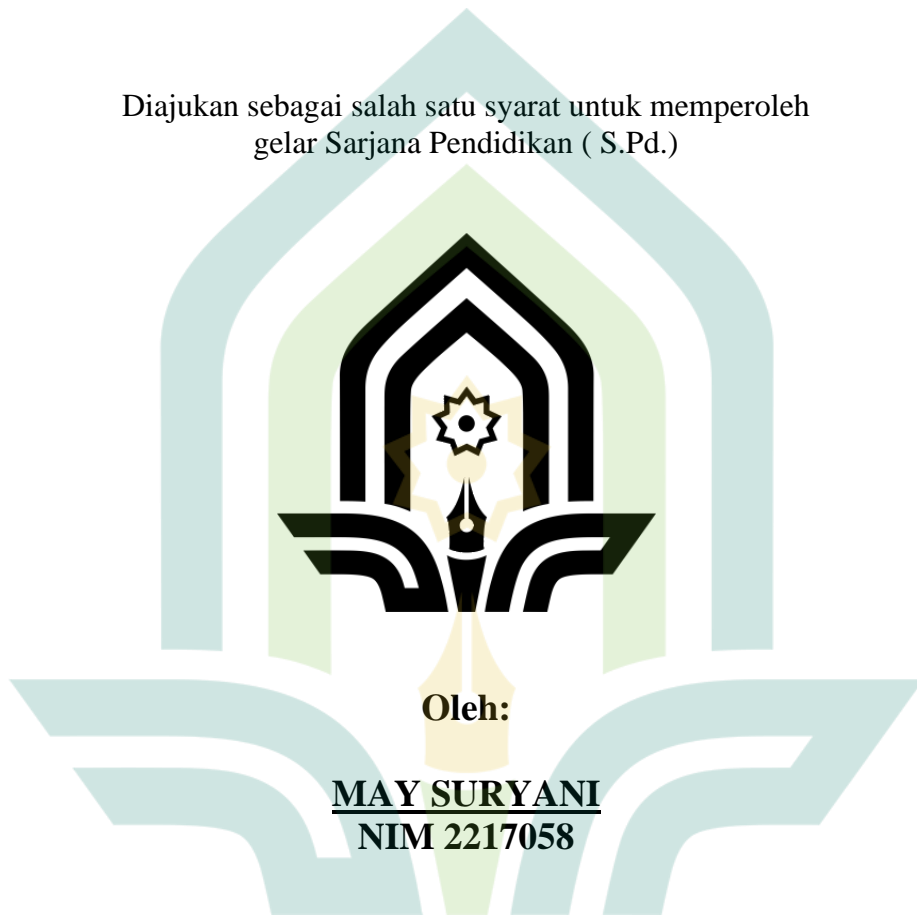 Diajukan sebagai salah satu syarat untuk memperoleh
gelar Sarjana Pendidikan ( S.Pd.)
Oleh:
MAY SURYANI
NIM 2217058